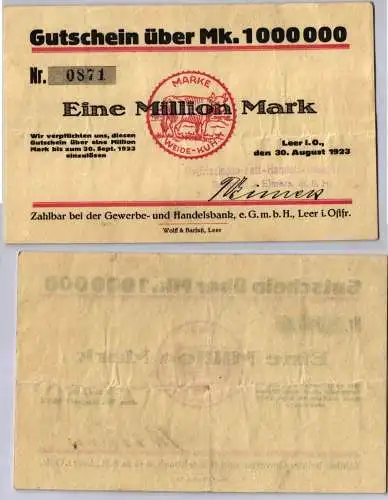 Gutschein über Mk. 1000000
Nr. 0871
MARKE
WEIDE-KUH
Eine Million Mark
Wir verpflichten uns, diesen
Gutschein über eine Million
Mark bis zum 30. Sept. 1923
einzulösen
Leer i. O.,
den 30. August 1923
Zahlbar bei der Gewerbe- und Handelsbank, e. G. m. b. H., Leer i. Ostfr.
Wolff & Barfuß, Leer